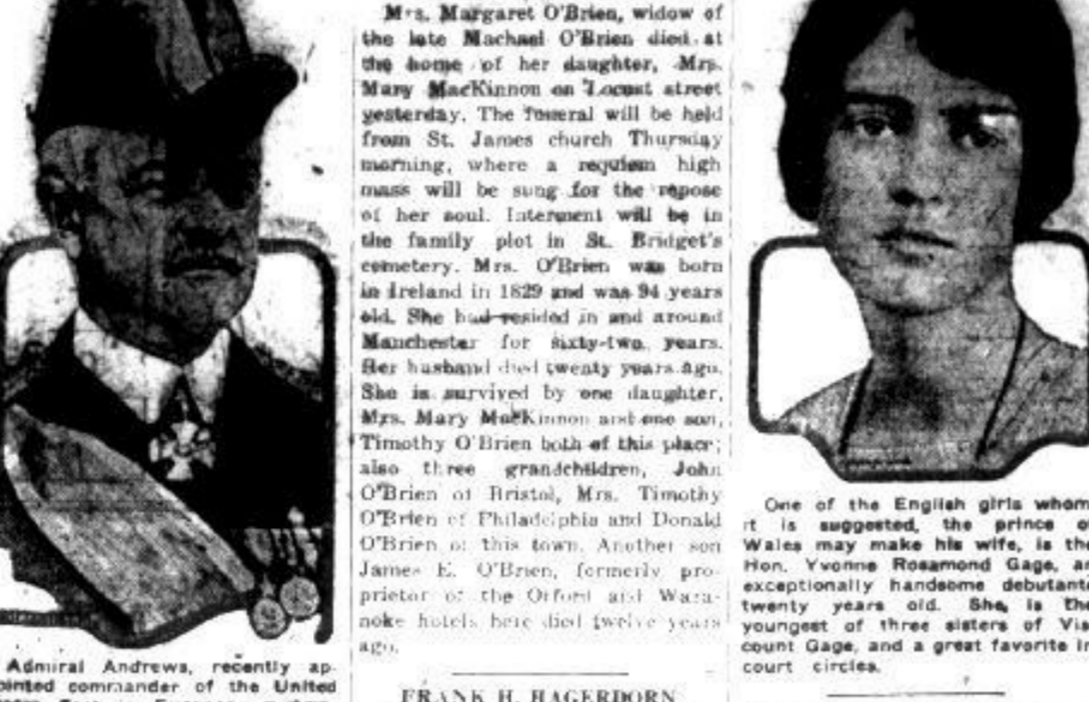 Mrs. Margaret O'Brien, widow of
the late Machael O'Brien died at
the home of her daughter, Mrs.
Mary MacKinnon on Locust street
yesterday. The funeral will be held
from St. James church Thursday
morning, where a requiem high
mass will be sung for the repose
of her soul. Interment will be in
the family plot in St. Bridget's
cemetery. Mrs. O'Brien was born
in Ireland in 1829 and was 94 years
old. She had resided in and around
Manchester for sixty-two years.
Her husband died twenty years ago.
She is survived by one daughter,
Mrs. Mary MacKinnon and one son,
Timothy O'Brien both of this place;
also three grandchildren, John
O'Brien of Bristol, Mrs. Timothy
O'Brien of Philadelphia and Donald
O'Brien of this town. Another son
James E. O'Brien, formerly pro-
prietor of the Orford and Wara-
noke hotels here died twelve years
ago.
FRANK H. HAGERDORN
Admiral Andrews, recently ap-
ointed commander of the United
One of the English girls whom
it is suggested, the prince o
Wales may make his wife, is the
Hon. Yvonne Rosamond Gage, an
exceptionally handsome debutante
twenty years old. She, is the
youngest of three sisters of Vis
count Gage, and a great favorite in
court circles.